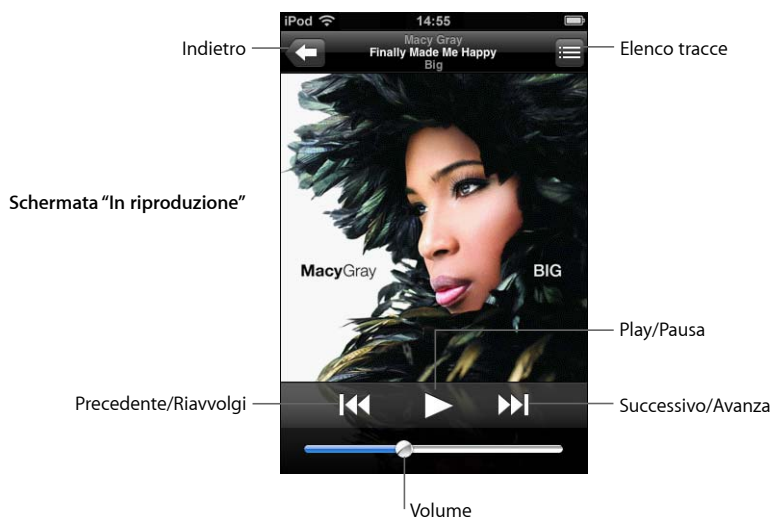 iPod 14:55
Indietro
Macy Gray
Finally Made Me Happy
Big
Elenco tracce
Schermata “In riproduzione”
MacyGray BIG
Play/Pausa
Precedente/Riavvolgi
Successivo/Avanza
Volume